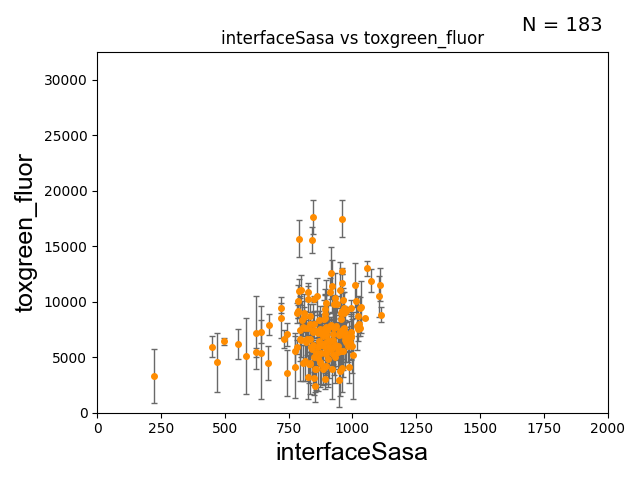 N = 183
interfaceSasa vs toxgreen_fluor
30000
25000
20000
15000
10000
5000
0
toxgreen_fluor
0 250 500 750 1000 1250 1500 1750 2000
interfaceSasa